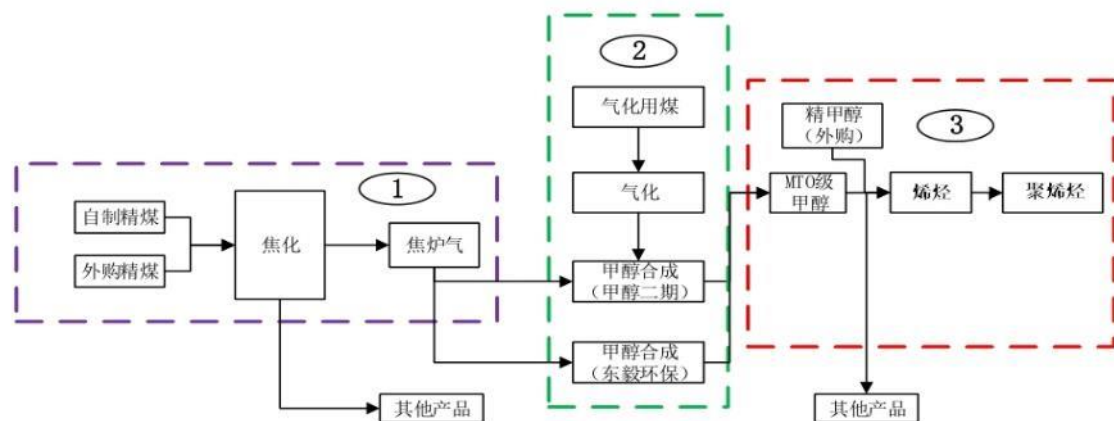 ①
自制精煤
外购精煤
焦化
焦炉气
其他产品
②
气化用煤
气化
甲醇合成
(甲醇二期)
甲醇合成
(东毅环保)
③
精甲醇
(外购)
MTO级
甲醇
烯烃
聚烯烃
其他产品